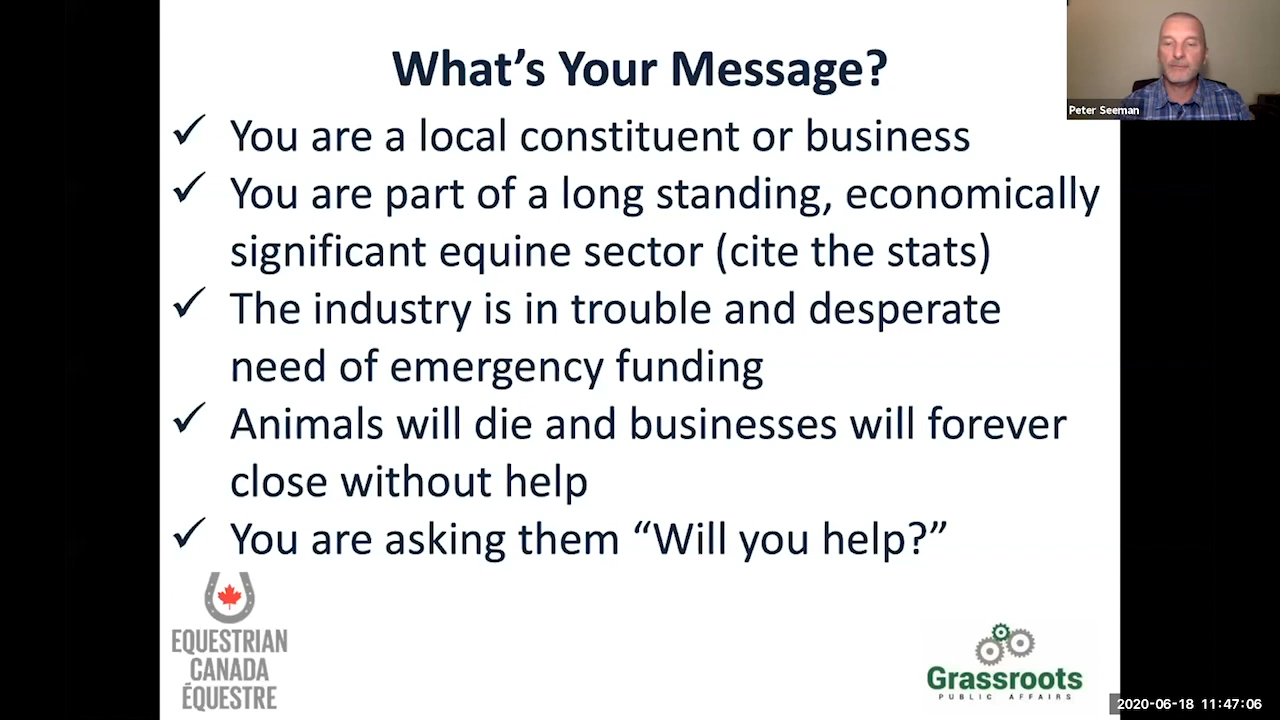 What's Your Message?
Peter Seeman
✓ You are a local constituent or business
✓ You are part of a long standing, economically
significant equine sector (cite the stats)
✓ The industry is in trouble and desperate
need of emergency funding
✓ Animals will die and businesses will forever
close without help
✓ You are asking them “Will you help?”
EQUESTRIAN
CANADA
ÉQUESTRE
Grassroots
PUBLIC AFFAIRS
2020-06-18 11:47:06